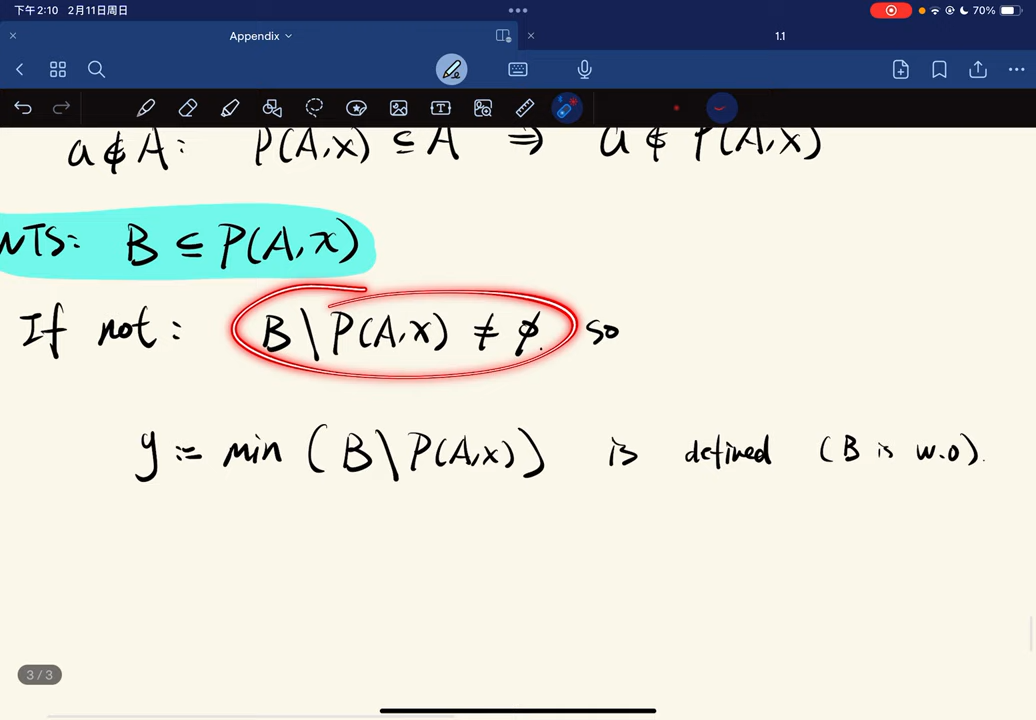 下午2:10 2月11日周日 70%
Appendix 1.1
a ∉ A: P(A,x) ⊆ A ⇒ a ∉ P(A,x)
NTS: B ⊆ P(A,x)
If not: B \ P(A,x) ≠ ∅. so
y := min (B \ P(A,x)) is defined (B is w.o).
3 / 3